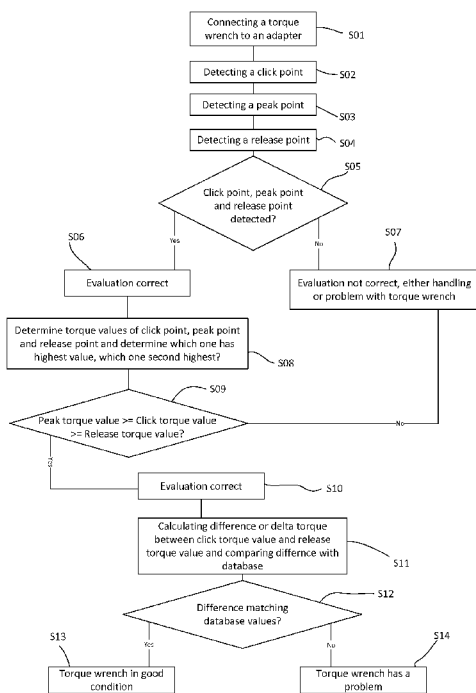 Connecting a torque
wrench to an adapter
S01
Detecting a click point
S02
Detecting a peak point
S03
Detecting a release point
S04
S05
Click point, peak point
and release point
detected?
S06
Yes
No
S07
Evaluation correct
Evaluation not correct, either handling
or problem with torque wrench
Determine torque values of click point, peak point
and release point and determine which one has
highest value, which one second highest?
S08
S09
Peak torque value >= Click torque value
>= Release torque value?
No
Yes
Evaluation correct
S10
Calculating difference or delta torque
between click torque value and release
torque value and comparing differnce with
database
S11
S12
Difference matching
database values?
S13
Yes
No
S14
Torque wrench in good
condition
Torque wrench has a
problem